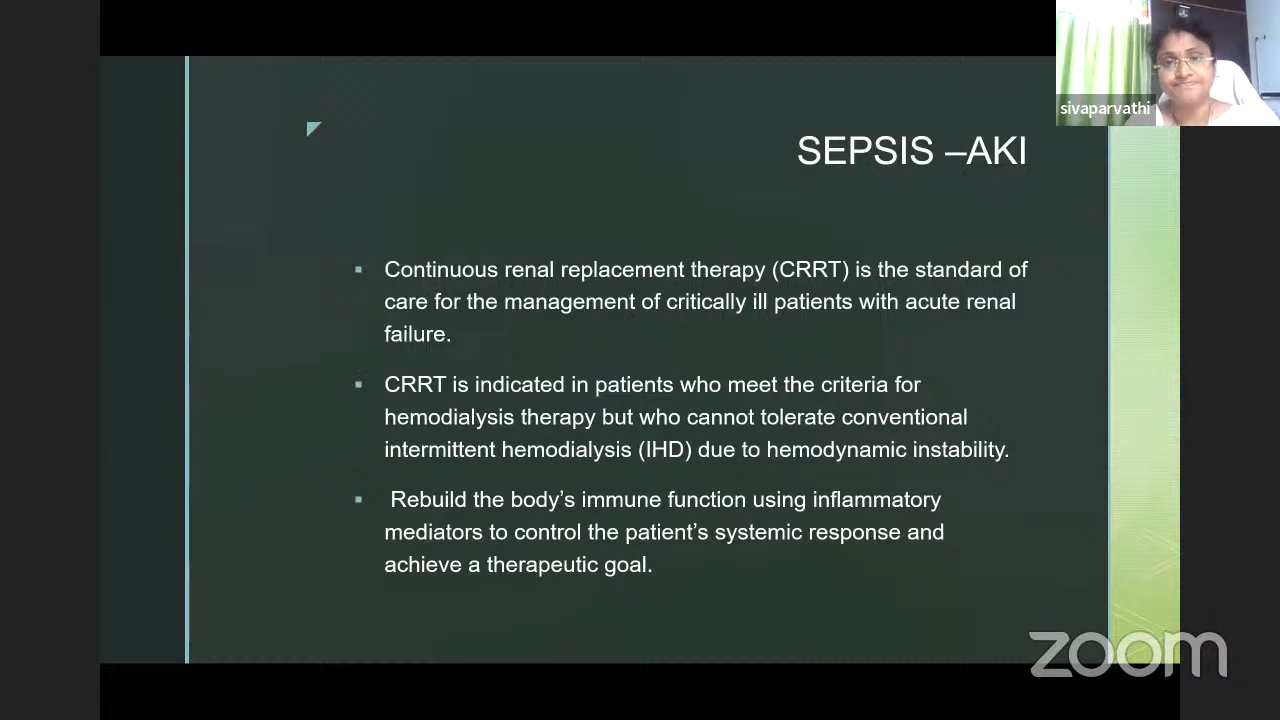 sivaparvathi
SEPSIS –AKI
▪ Continuous renal replacement therapy (CRRT) is the standard of
care for the management of critically ill patients with acute renal
failure.
▪ CRRT is indicated in patients who meet the criteria for
hemodialysis therapy but who cannot tolerate conventional
intermittent hemodialysis (IHD) due to hemodynamic instability.
▪ Rebuild the body’s immune function using inflammatory
mediators to control the patient’s systemic response and
achieve a therapeutic goal.
zoom